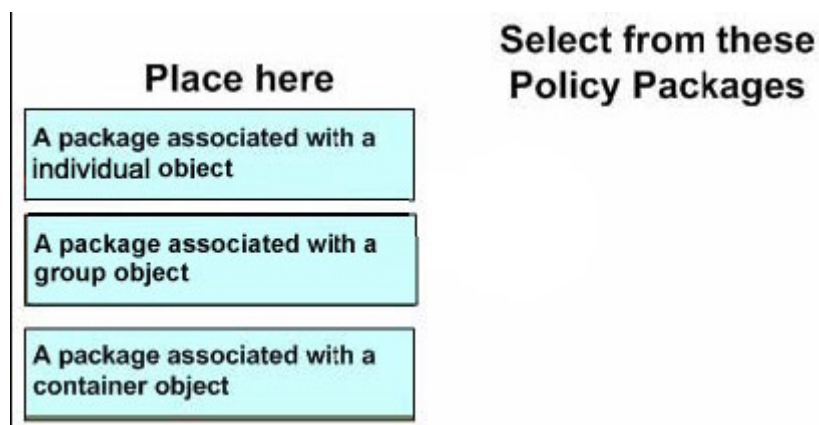 Place here
A package associated with a
individual object
A package associated with a
group object
A package associated with a
container object
Select from these
Policy Packages